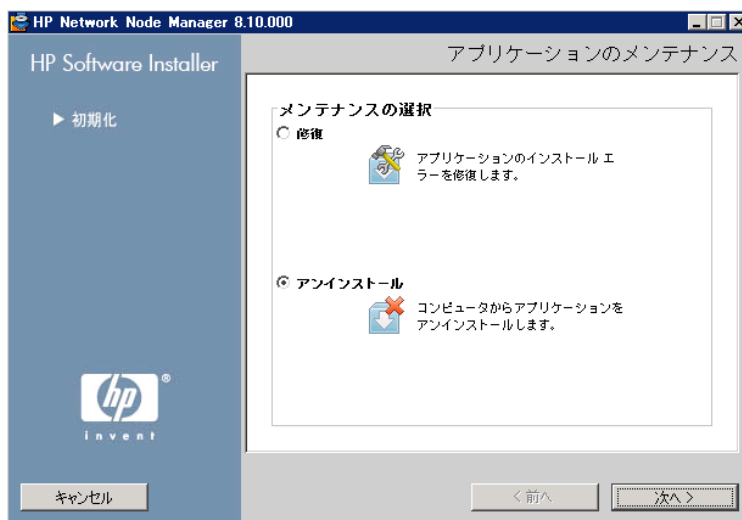 HP Network Node Manager 8.10.000
HP Software Installer
アプリケーションのメンテナンス
▶ 初期化
メンテナンスの選択
修復
アプリケーションのインストール エ
ラーを修復します。
アンインストール
コンピュータからアプリケーションを
アンインストールします。
hp ®
invent
キャンセル
< 前へ
次へ >